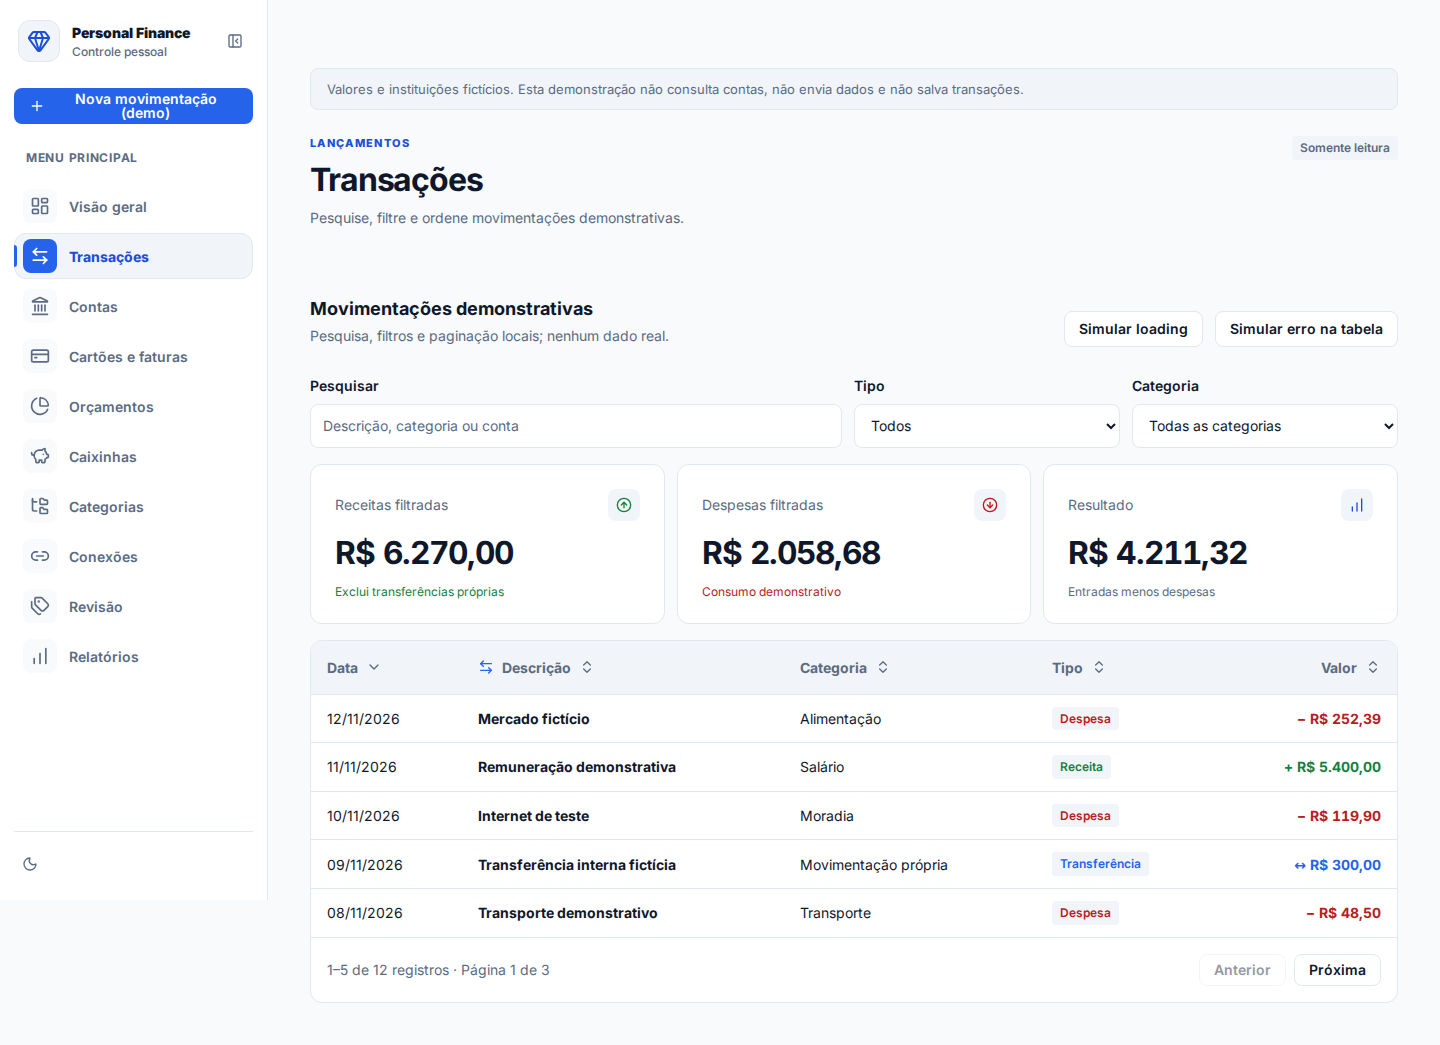 Personal Finance
Controle pessoal
Nova movimentação
(demo)
MENU PRINCIPAL
Visão geral
Transações
Contas
Cartões e faturas
Orçamentos
Caixinhas
Categorias
Conexões
Revisão
Relatórios
Valores e instituições fictícios. Esta demonstração não consulta contas, não envia dados e não salva transações.
LANÇAMENTOS
Somente leitura
Transações
Pesquise, filtre e ordene movimentações demonstrativas.
Movimentações demonstrativas
Pesquisa, filtros e paginação locais; nenhum dado real.
Simular loading
Simular erro na tabela
Pesquisar
Tipo
Categoria
Descrição, categoria ou conta
Todos
Todas as categorias
Receitas filtradas
R$ 6.270,00
Exclui transferências próprias
Despesas filtradas
R$ 2.058,68
Consumo demonstrativo
Resultado
R$ 4.211,32
Entradas menos despesas
Data Descrição Categoria Tipo Valor
12/11/2026 Mercado fictício Alimentação Despesa − R$ 252,39
11/11/2026 Remuneração demonstrativa Salário Receita + R$ 5.400,00
10/11/2026 Internet de teste Moradia Despesa − R$ 119,90
09/11/2026 Transferência interna fictícia Movimentação própria Transferência ↔ R$ 300,00
08/11/2026 Transporte demonstrativo Transporte Despesa − R$ 48,50
1–5 de 12 registros · Página 1 de 3
Anterior
Próxima